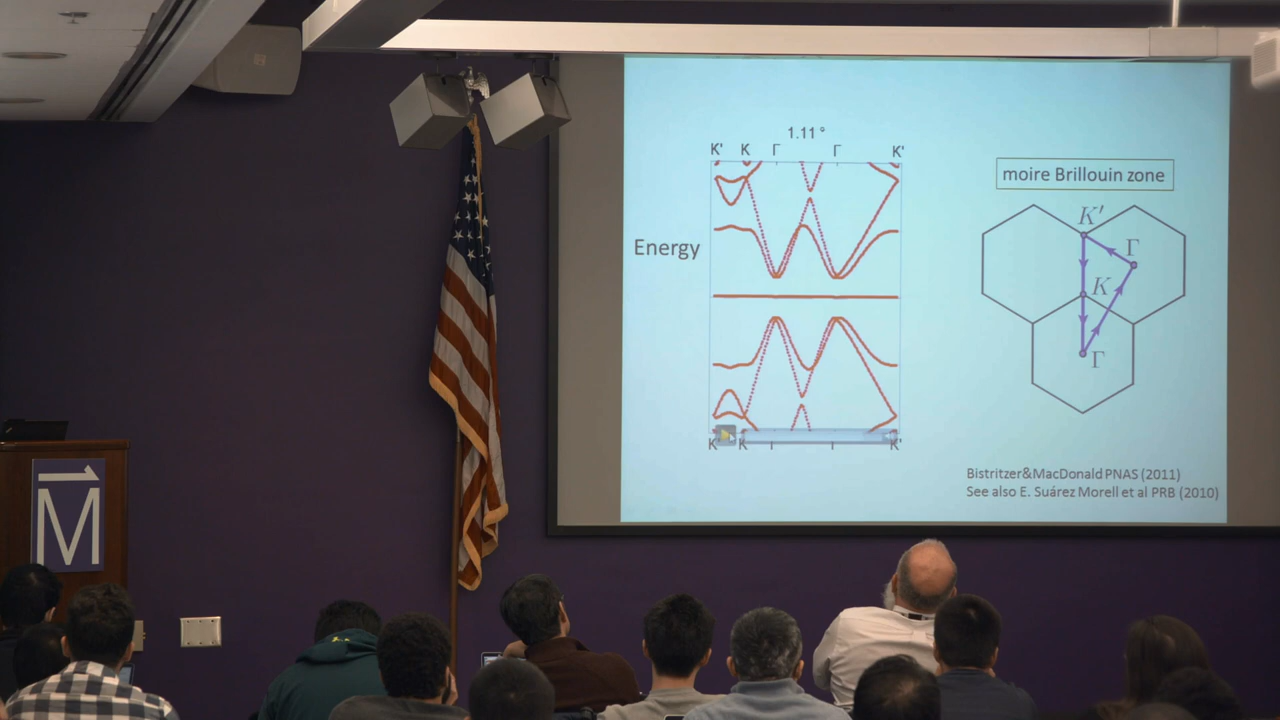 1.11 °
K' K Γ Γ K'
Energy
K K K'
moire Brillouin zone
K′
Γ
K
Γ
Bistritzer&MacDonald PNAS (2011)
See also E. Suárez Morell et al PRB (2010)
M